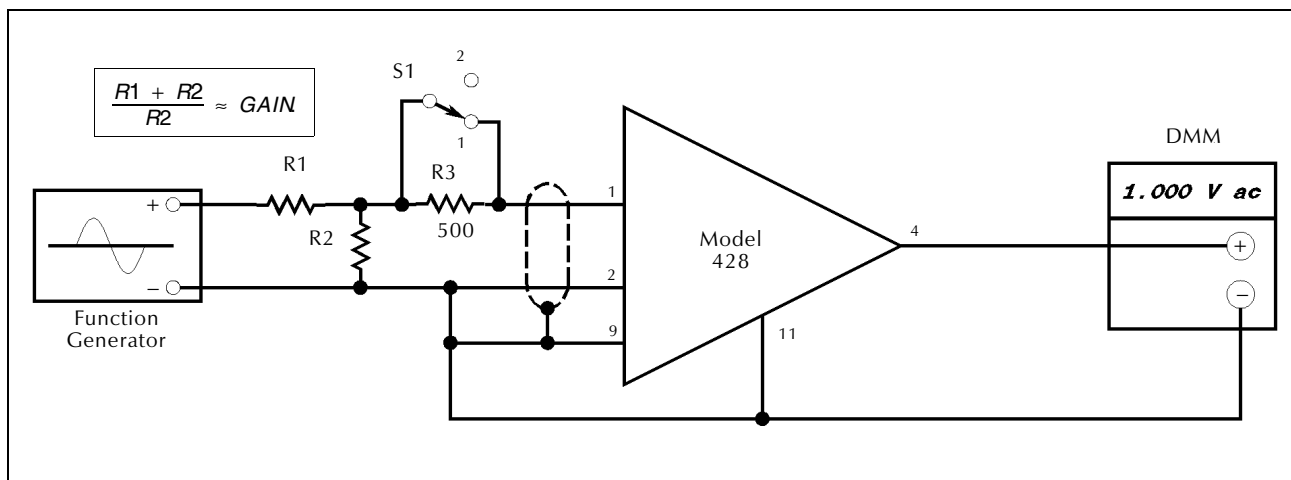 2
S1
R1 + R2
R2
≈ GAIN.
1
DMM
R1
R3
1
1.000 V ac
+
R2
500
Model
428
4
+
−
2
−
Function
Generator
9
11